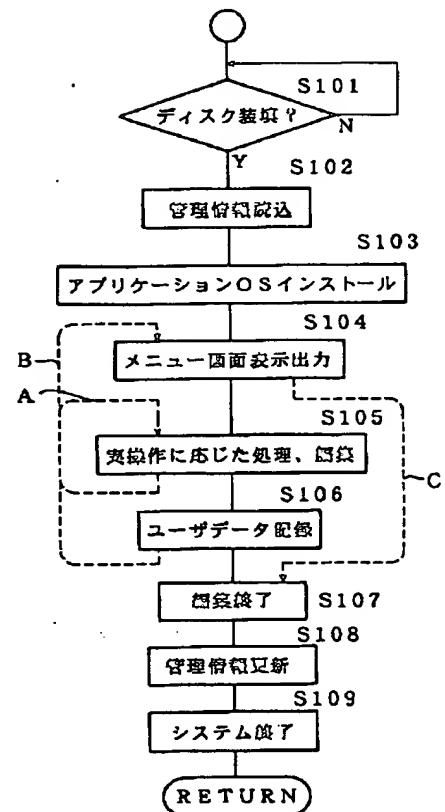 S101
ディスク装填?
N
Y
S102
管理情報読込
S103
アプリケーションOSインストール
S104
B
メニュー画面表示出力
A
S105
実操作に応じた処理、編集
C
S106
ユーザデータ記録
編集終了
S107
S108
管理情報更新
S109
システム終了
RETURN